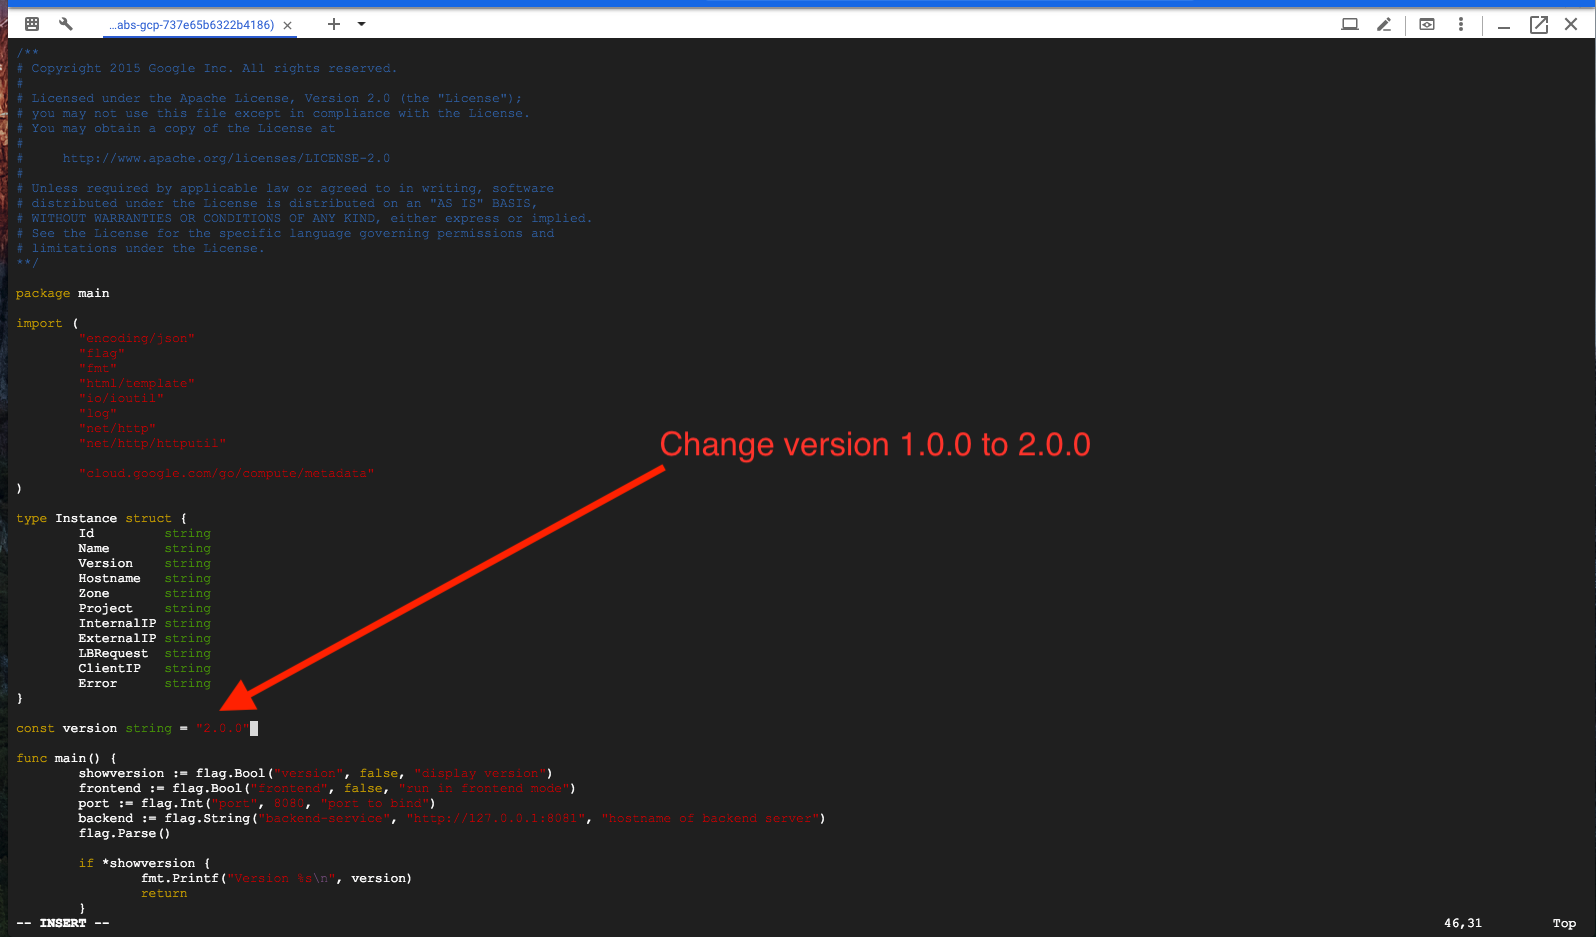 ...abs-gcp-737e65b6322b4186)
/**
# Copyright 2015 Google Inc. All rights reserved.
#
# Licensed under the Apache License, Version 2.0 (the "License");
# you may not use this file except in compliance with the License.
# You may obtain a copy of the License at
#
#     http://www.apache.org/licenses/LICENSE-2.0
#
# Unless required by applicable law or agreed to in writing, software
# distributed under the License is distributed on an "AS IS" BASIS,
# WITHOUT WARRANTIES OR CONDITIONS OF ANY KIND, either express or implied.
# See the License for the specific language governing permissions and
# limitations under the License.
**/
package main
import (
"encoding/json"
"flag"
"fmt"
"html/template"
"io/ioutil"
"log"
"net/http"
"net/http/httputil"
"cloud.google.com/go/compute/metadata"
)
Change version 1.0.0 to 2.0.0
type Instance struct {
Id         string
Name       string
Version    string
Hostname   string
Zone       string
Project    string
InternalIP string
ExternalIP string
LBRequest  string
ClientIP   string
Error      string
}
const version string = "2.0.0"
func main() {
showversion := flag.Bool("version", false, "display version")
frontend := flag.Bool("frontend", false, "run in frontend mode")
port := flag.Int("port", 8080, "port to bind")
backend := flag.String("backend-service", "http://127.0.0.1:8081", "hostname of backend server")
flag.Parse()
if *showversion {
fmt.Printf("Version %s\n", version)
return
}
-- INSERT --
46,31
Top